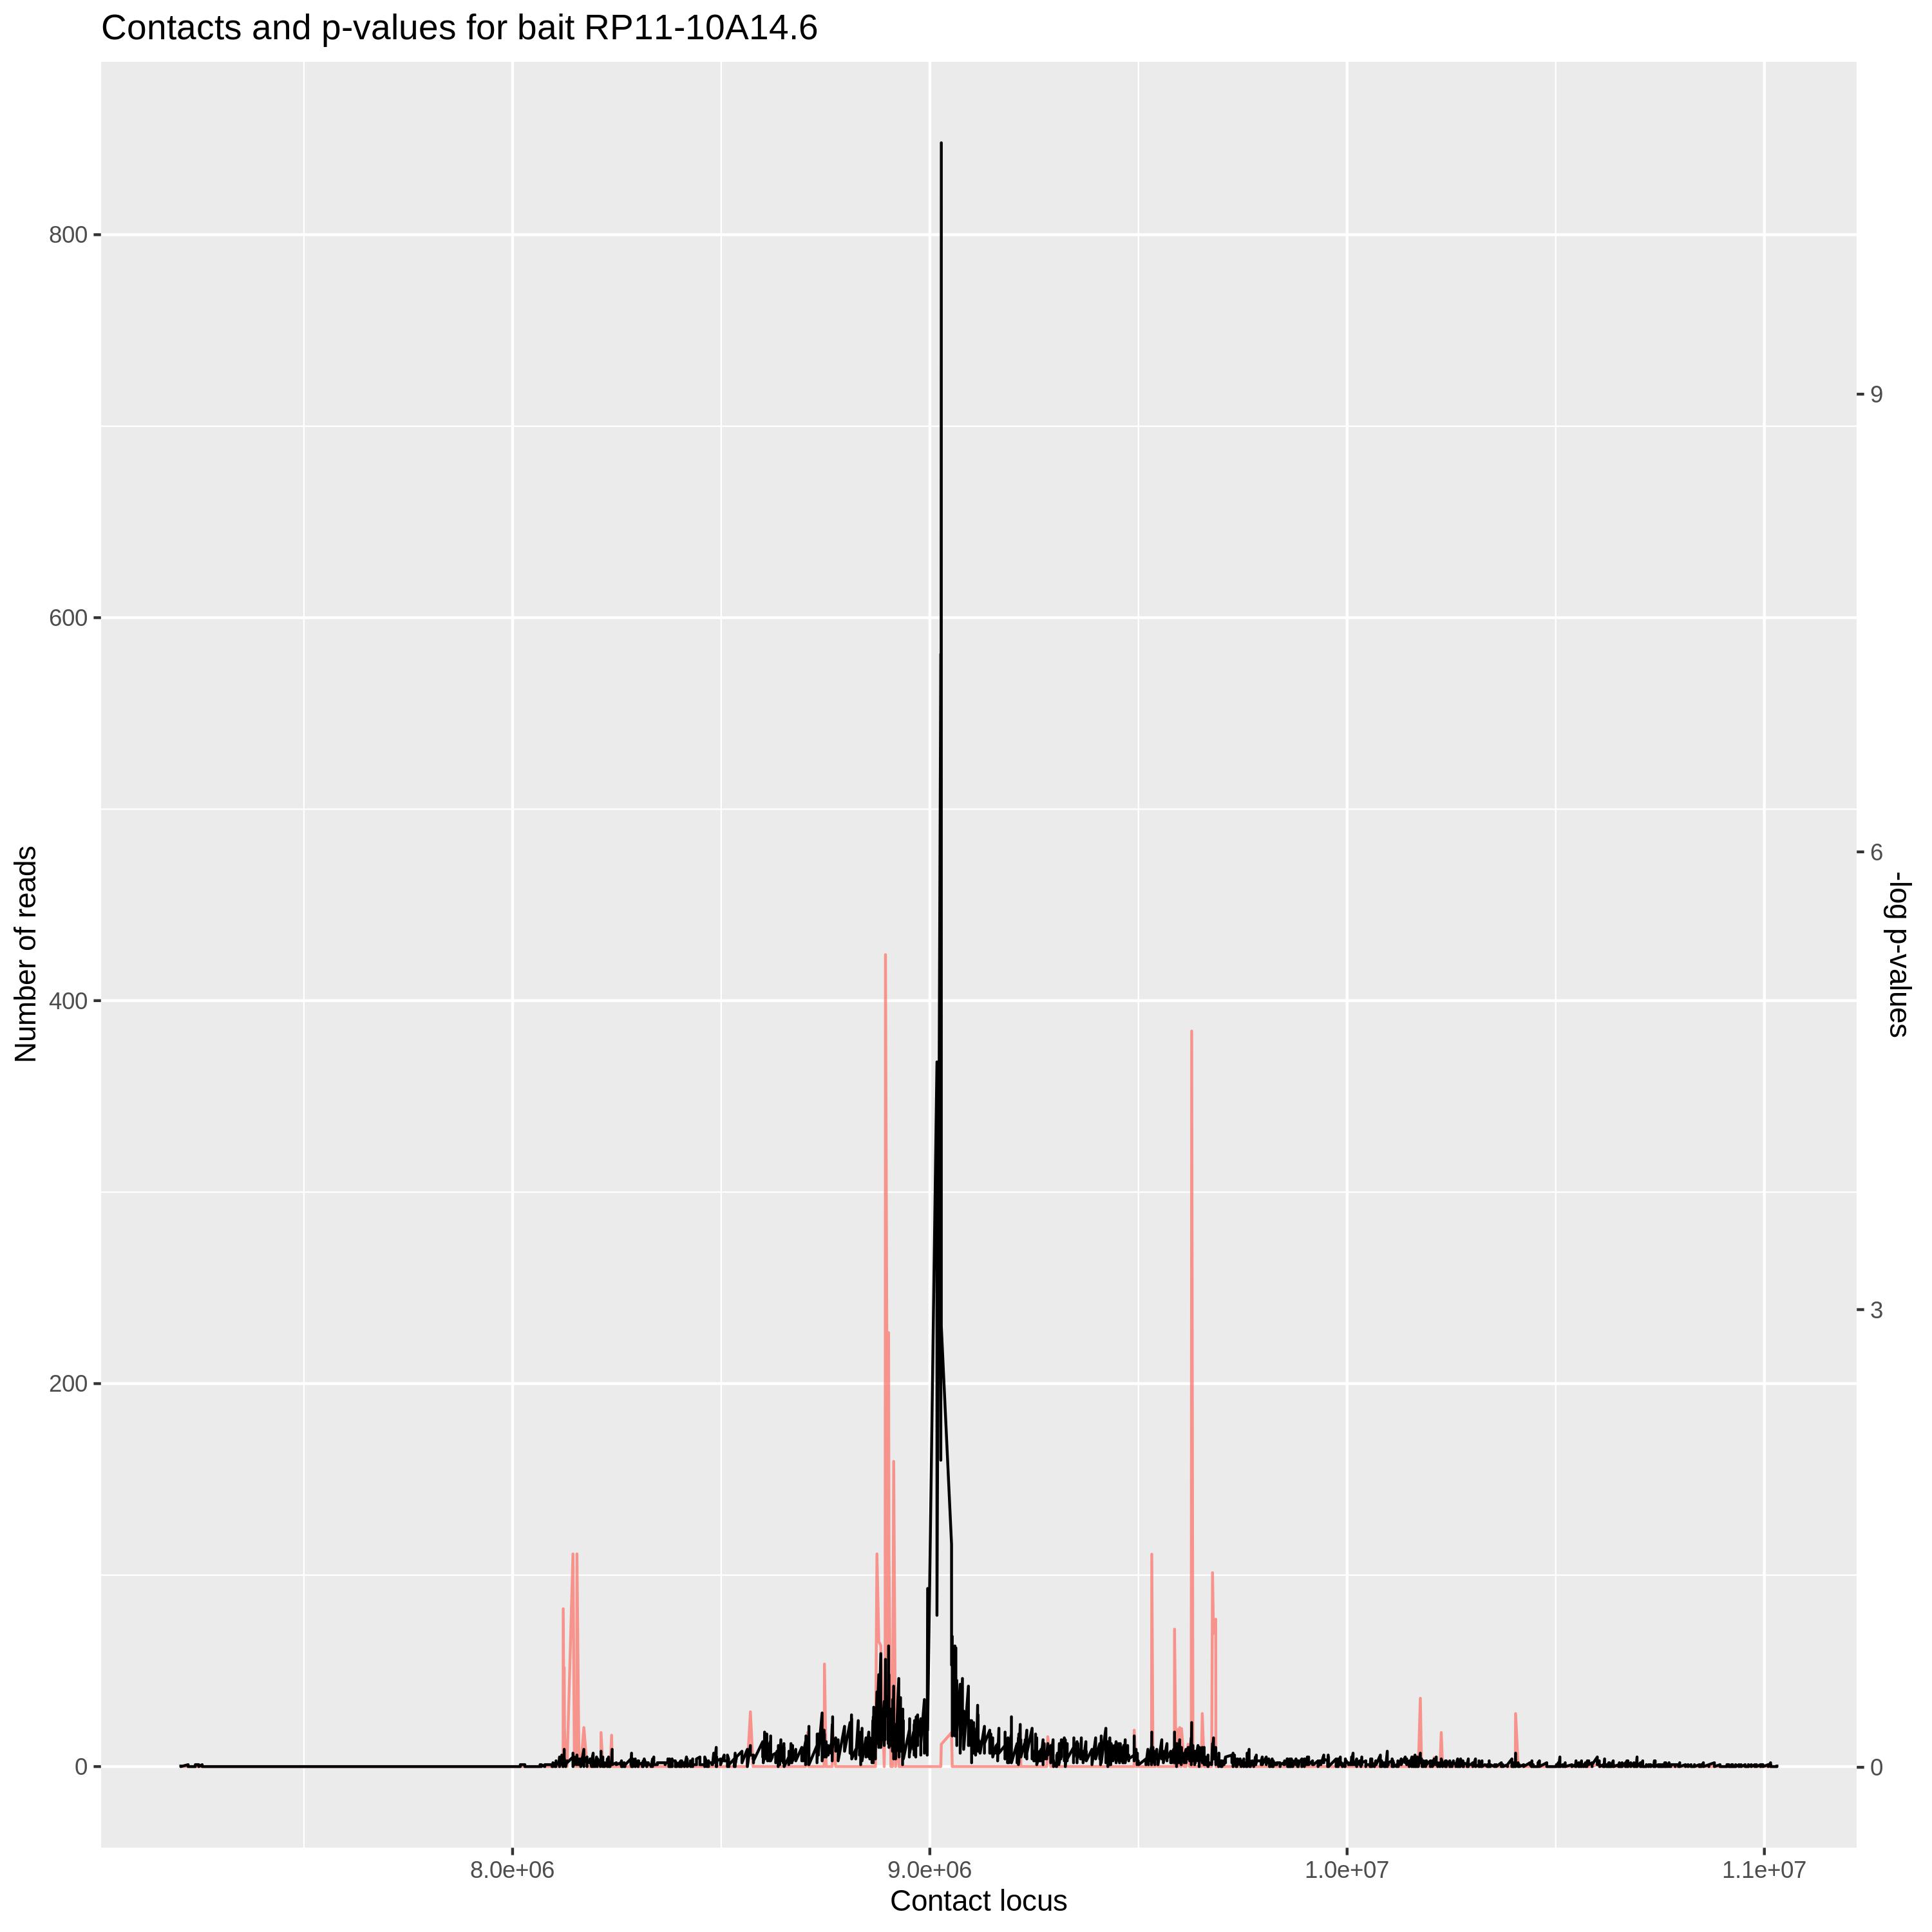 Contacts and p-values for bait RP11-10A14.6
800
600
400
200
0
Number of reads
9
6
3
0
-log p-values
8.0e+06
9.0e+06
1.0e+07
1.1e+07
Contact locus